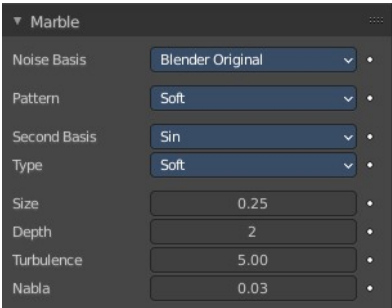 Marble
Noise Basis Blender Original
Pattern Soft
Second Basis Sin
Type Soft
Size 0.25
Depth 2
Turbulence 5.00
Nabla 0.03